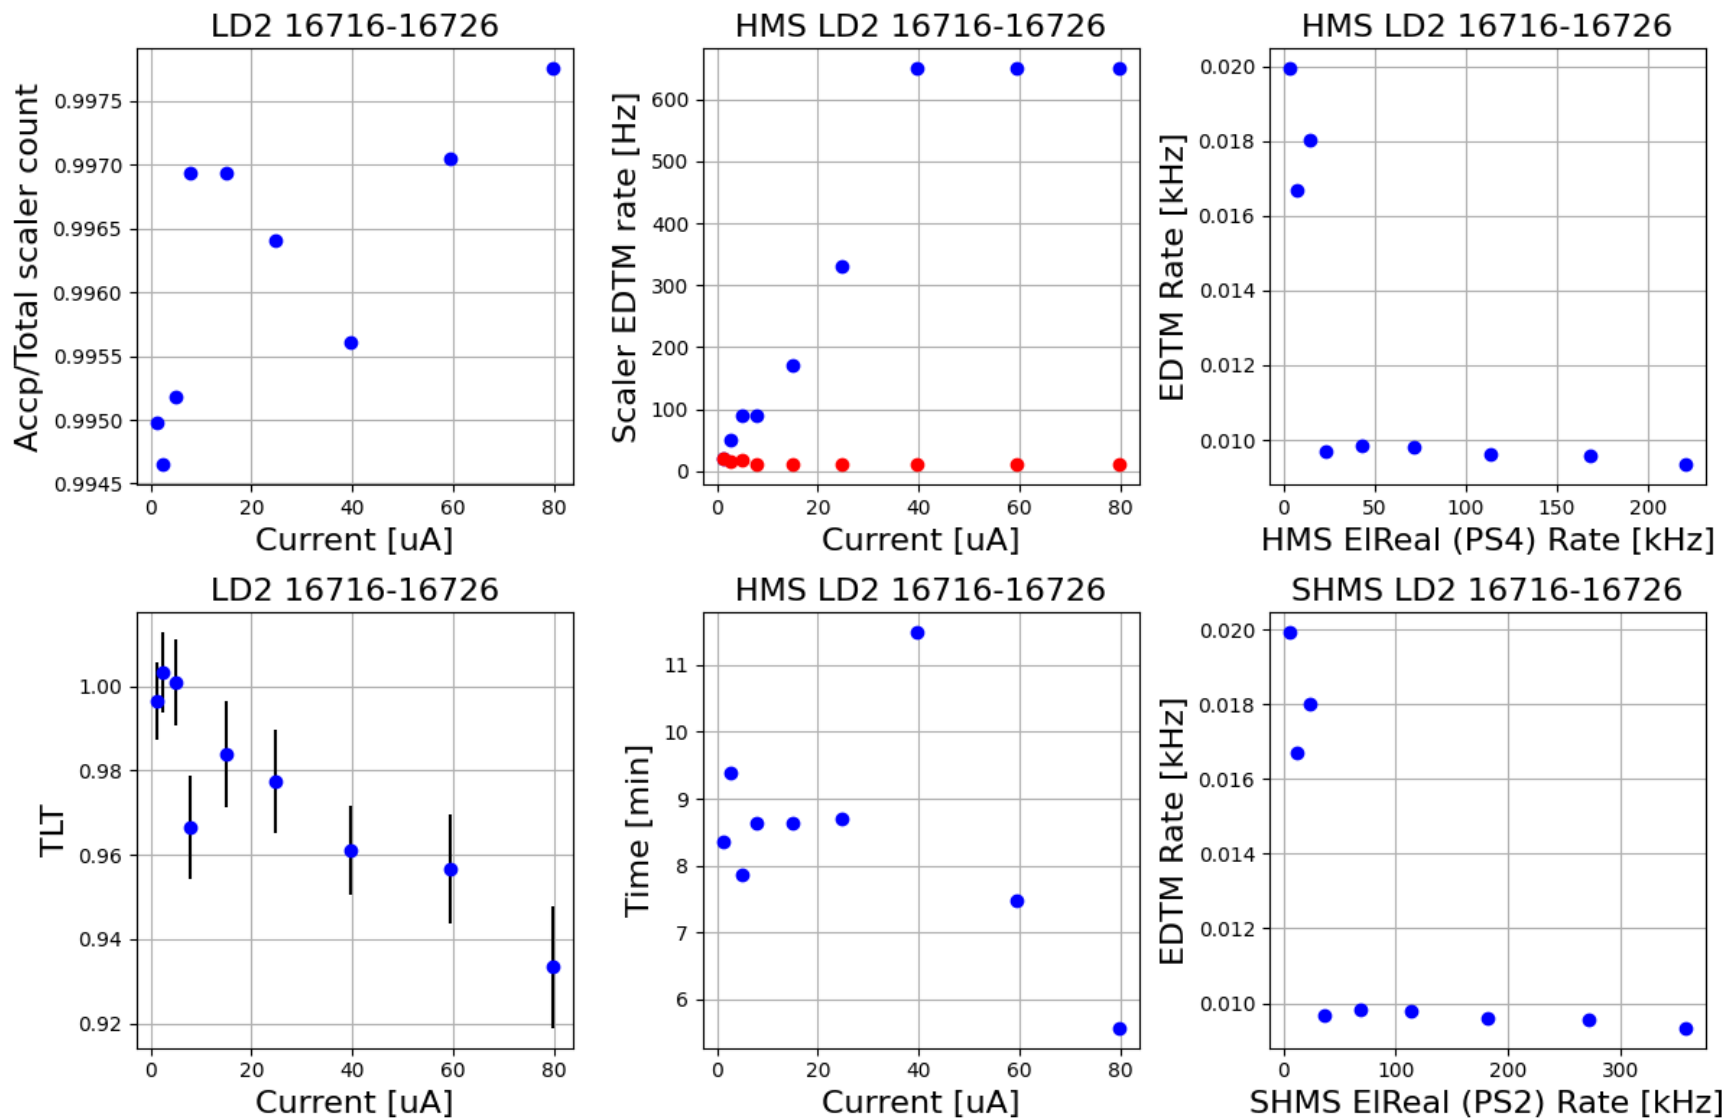 LD2 16716-16726
Accp/Total scaler count
0.9975
0.9970
0.9965
0.9960
0.9955
0.9950
0.9945
0 20 40 60 80
Current [uA]
HMS LD2 16716-16726
Scaler EDTM rate [Hz]
600
500
400
300
200
100
0
0 20 40 60 80
Current [uA]
HMS LD2 16716-16726
EDTM Rate [kHz]
0.020
0.018
0.016
0.014
0.012
0.010
0 50 100 150 200
HMS ElReal (PS4) Rate [kHz]
LD2 16716-16726
TLT
1.00
0.98
0.96
0.94
0.92
0 20 40 60 80
Current [uA]
HMS LD2 16716-16726
Time [min]
11
10
9
8
7
6
0 20 40 60 80
Current [uA]
SHMS LD2 16716-16726
EDTM Rate [kHz]
0.020
0.018
0.016
0.014
0.012
0.010
0 100 200 300
SHMS ElReal (PS2) Rate [kHz]